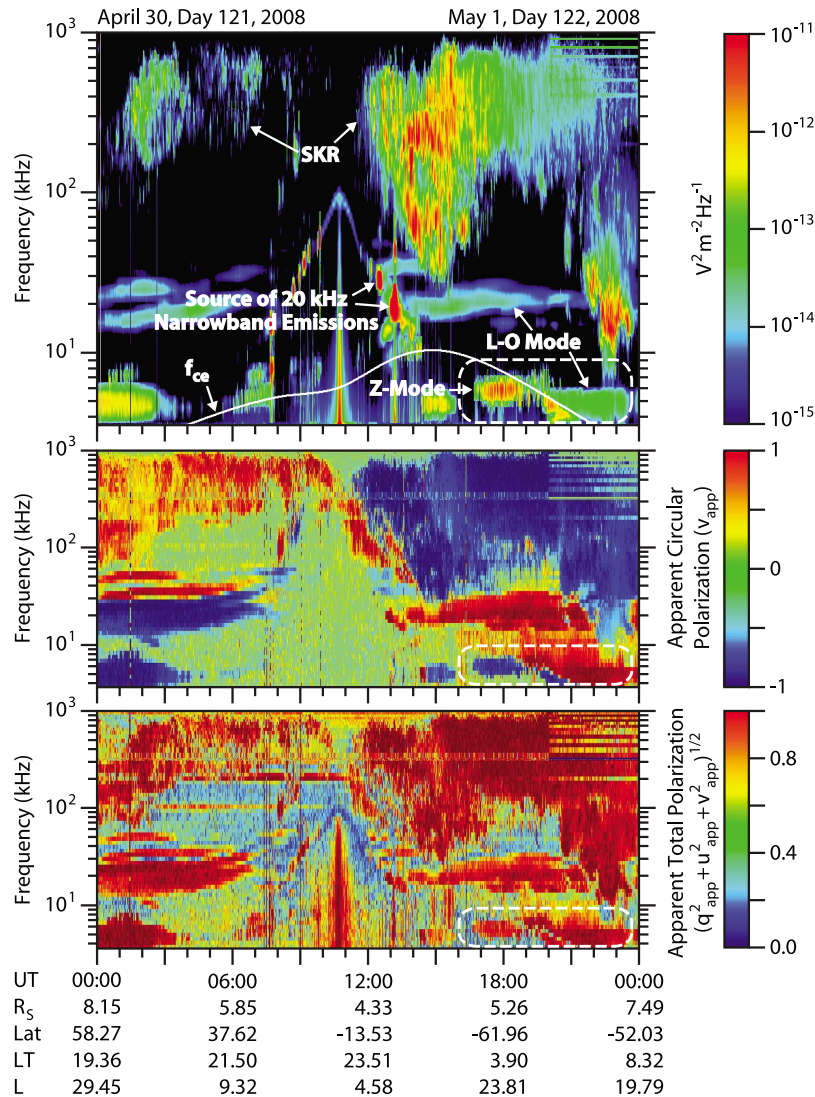 April 30, Day 121, 2008 May 1, Day 122, 2008
10³
10²
10¹
Frequency (kHz)
SKR
Source of 20 kHz
Narrowband Emissions
L-O Mode
f_ce
Z-Mode
10⁻¹¹
10⁻¹²
10⁻¹³
10⁻¹⁴
10⁻¹⁵
V²m⁻²Hz⁻¹
10³
10²
10¹
Frequency (kHz)
1
0
-1
Apparent Circular
Polarization (v_app)
10³
10²
10¹
Frequency (kHz)
0.8
0.4
0.0
Apparent Total Polarization
(q²_app+u²_app+v²_app)^1/2
UT 00:00 06:00 12:00 18:00 00:00
R_S 8.15 5.85 4.33 5.26 7.49
Lat 58.27 37.62 -13.53 -61.96 -52.03
LT 19.36 21.50 23.51 3.90 8.32
L 29.45 9.32 4.58 23.81 19.79